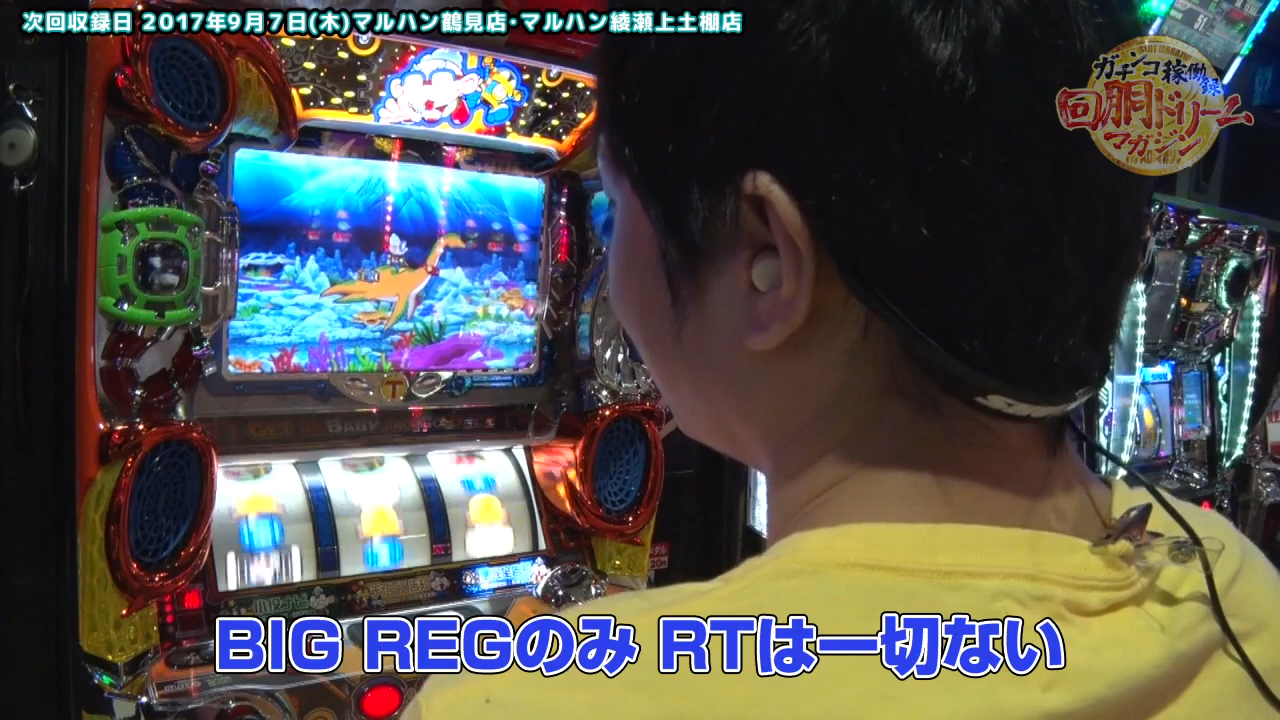 次回収録日 2017年9月7日(木)マルハン鶴見店･マルハン綾瀬上土棚店
ガチンコ稼働録
回胴ドリーム
マガジン
T
BIG REGのみ RTは一切ない